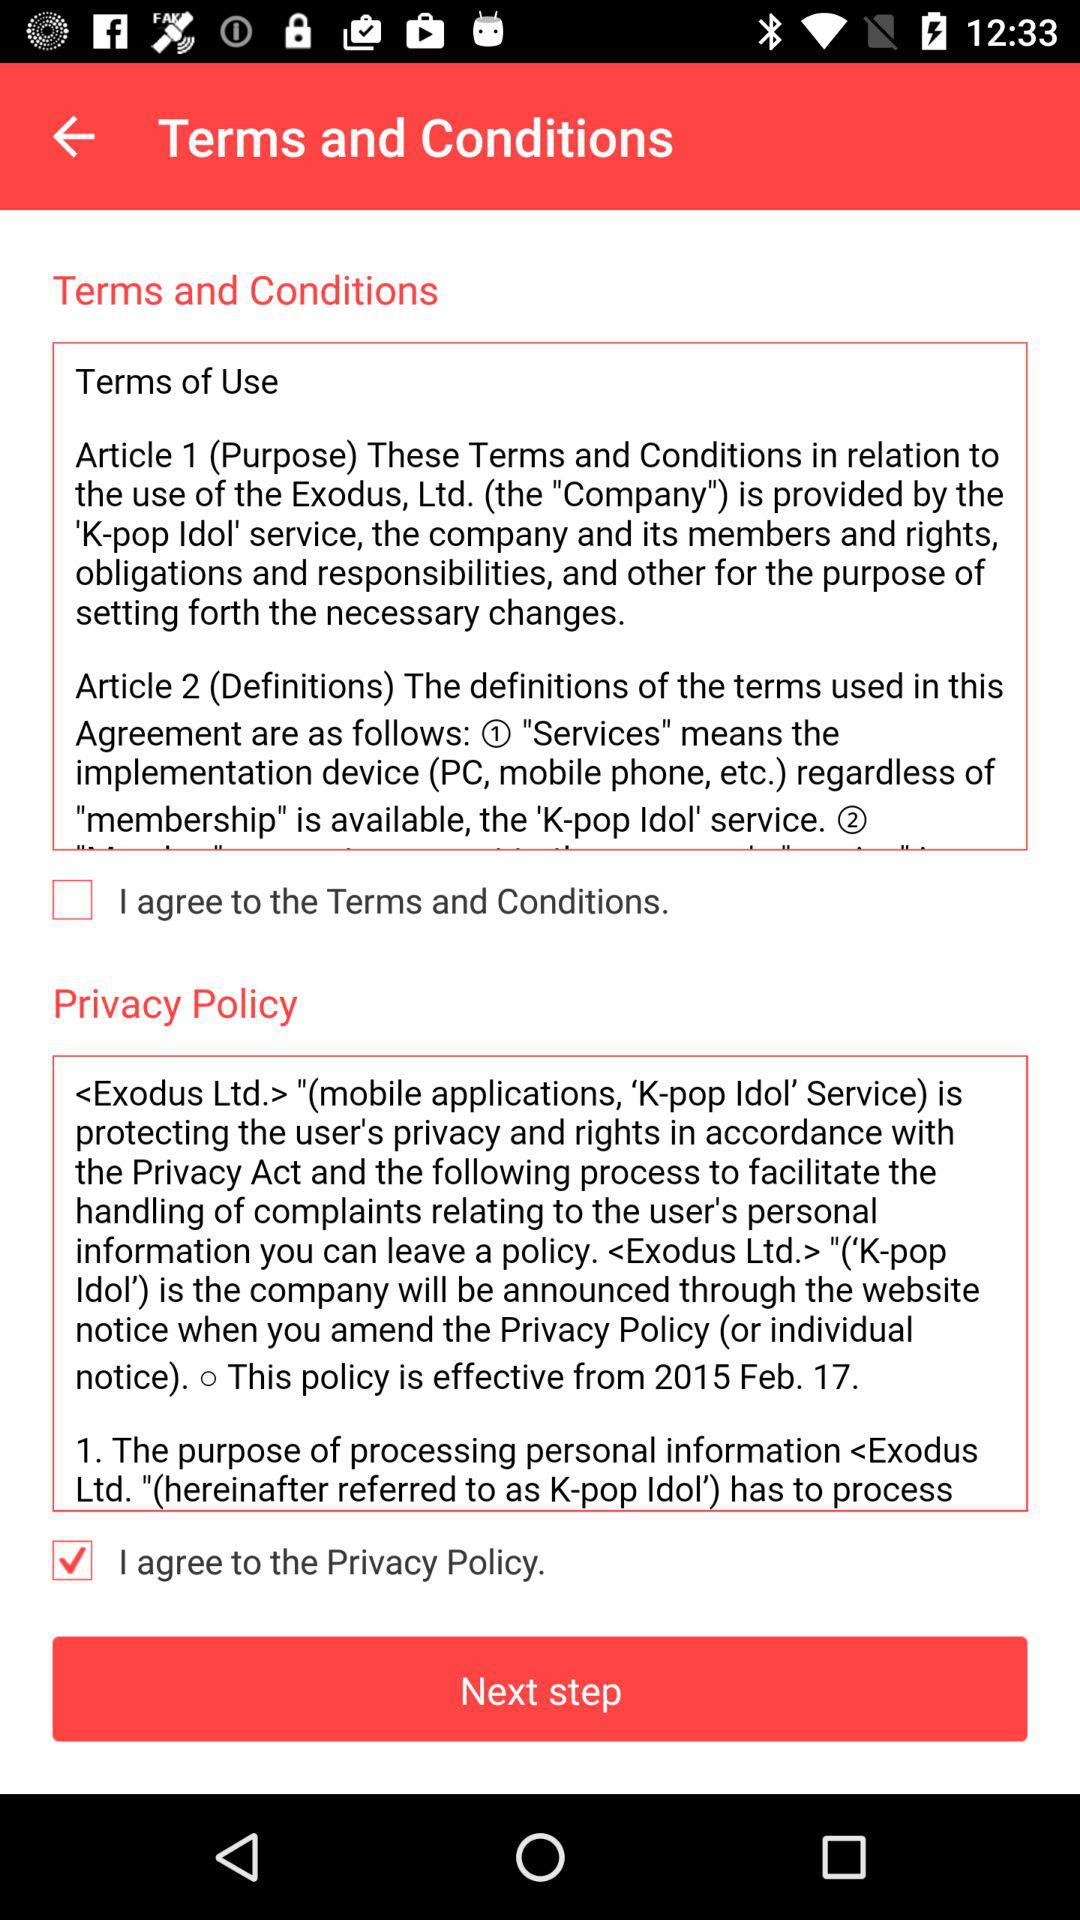 FAKE
12:33
Terms and Conditions
Terms and Conditions
Terms of Use
Article 1 (Purpose) These Terms and Conditions in relation to
the use of the Exodus, Ltd. (the "Company") is provided by the
'K-pop Idol' service, the company and its members and rights,
obligations and responsibilities, and other for the purpose of
setting forth the necessary changes.
Article 2 (Definitions) The definitions of the terms used in this
Agreement are as follows: ① "Services" means the
implementation device (PC, mobile phone, etc.) regardless of
"membership" is available, the 'K-pop Idol' service. ②
I agree to the Terms and Conditions.
Privacy Policy
<Exodus Ltd.> "(mobile applications, ‘K-pop Idol’ Service) is
protecting the user's privacy and rights in accordance with
the Privacy Act and the following process to facilitate the
handling of complaints relating to the user's personal
information you can leave a policy. <Exodus Ltd.> "(‘K-pop
Idol’) is the company will be announced through the website
notice when you amend the Privacy Policy (or individual
notice). ○ This policy is effective from 2015 Feb. 17.
1. The purpose of processing personal information <Exodus
Ltd. "(hereinafter referred to as K-pop Idol’) has to process
I agree to the Privacy Policy.
Next step